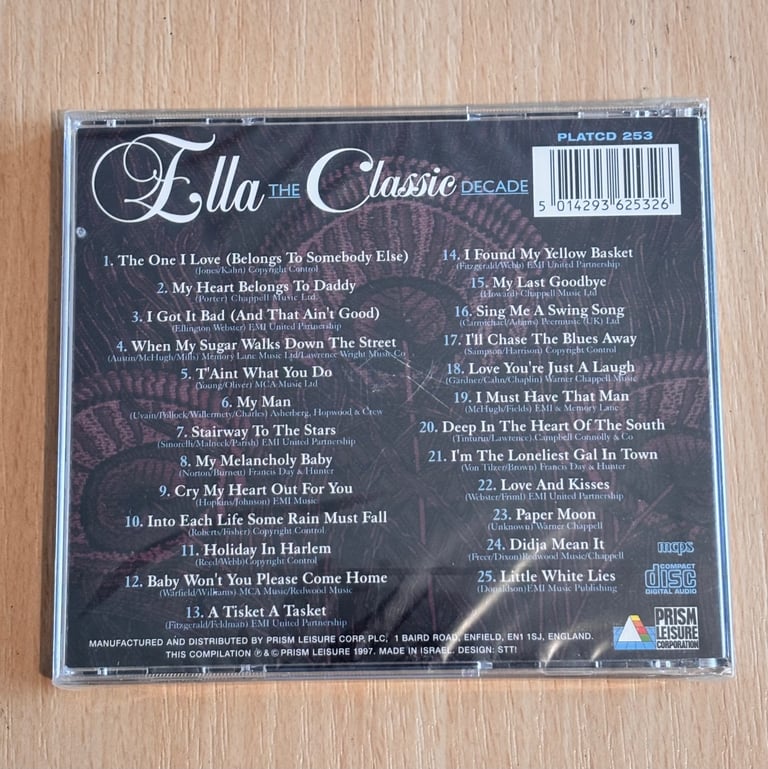 Ella THE Classic DECADE
PLATCD 253
5 014293 625326
1. The One I Love (Belongs To Somebody Else)
(Jones/Kahn) Copyright Control
2. My Heart Belongs To Daddy
(Porter) Chappell Music Ltd.
3. I Got It Bad (And That Ain't Good)
(Ellington Webster) EMI United Partnership
4. When My Sugar Walks Down The Street
(Austin/McHugh/Mills) Memory Lane Music Ltd/Lawrence Wright Music Co
5. T'Aint What You Do
(Young/Oliver) MCA Music Ltd
6. My Man
(Uvain/Pollock/Willermety/Charles) Asherberg, Hopwood & Crew
7. Stairway To The Stars
(Sinorelli/Malneck/Parish) EMI United Partnership
8. My Melancholy Baby
(Norton/Burnett) Francis Day & Hunter
9. Cry My Heart Out For You
(Hopkins/Johnson) EMI Music
10. Into Each Life Some Rain Must Fall
(Roberts/Fisher) Copyright Control
11. Holiday In Harlem
(Reed/Webb)Copyright Control
12. Baby Won't You Please Come Home
(Warfield/Williams) MCA Music/Redwood Music
13. A Tisket A Tasket
(Fitzgerald/Feldman) EMI United Partnership
14. I Found My Yellow Basket
(Fitzgerald/Webb) EMI United Partnership
15. My Last Goodbye
(Howard) Chappell Music Ltd
16. Sing Me A Swing Song
(Carmichael/Adams) Peermusic (UK) Ltd
17. I'll Chase The Blues Away
(Sampson/Harrison) Copyright Control
18. Love You're Just A Laugh
(Gardner/Cahn/Chaplin) Warner Chappell Music
19. I Must Have That Man
(McHugh/Fields) EMI & Memory Lane
20. Deep In The Heart Of The South
(Tinturin/Lawrence) Campbell Connolly & Co
21. I'm The Loneliest Gal In Town
(Von Tilzer/Brown) Francis Day & Hunter
22. Love And Kisses
(Webster/Fruml) EMI United Partnership
23. Paper Moon
(Unknown) Warner Chappell
24. Didja Mean It
(Freer/Dixon)Redwood Music/Chappell
25. Little White Lies
(Donaldson)EMI Music Publishing
mcps
COMPACT
disc
DIGITAL AUDIO
PRISM
LEISURE
CORPORATION
MANUFACTURED AND DISTRIBUTED BY PRISM LEISURE CORP, PLC, 1 BAIRD ROAD, ENFIELD, EN1 1SJ, ENGLAND.
THIS COMPILATION ℗ & © PRISM LEISURE 1997. MADE IN ISRAEL. DESIGN: STT!